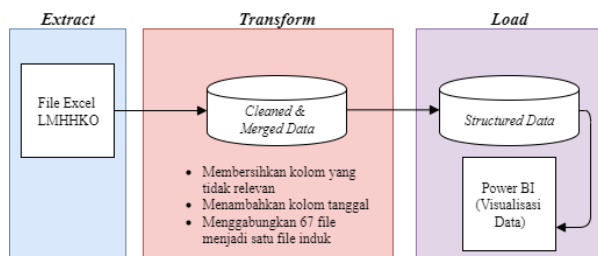 Extract
Transform
Load
File Excel
LMHHKO
Cleaned &
Merged Data
• Membersihkan kolom yang
tidak relevan
• Menambahkan kolom tanggal
• Menggabungkan 67 file
menjadi satu file induk
Structured Data
Power BI
(Visualisasi
Data)